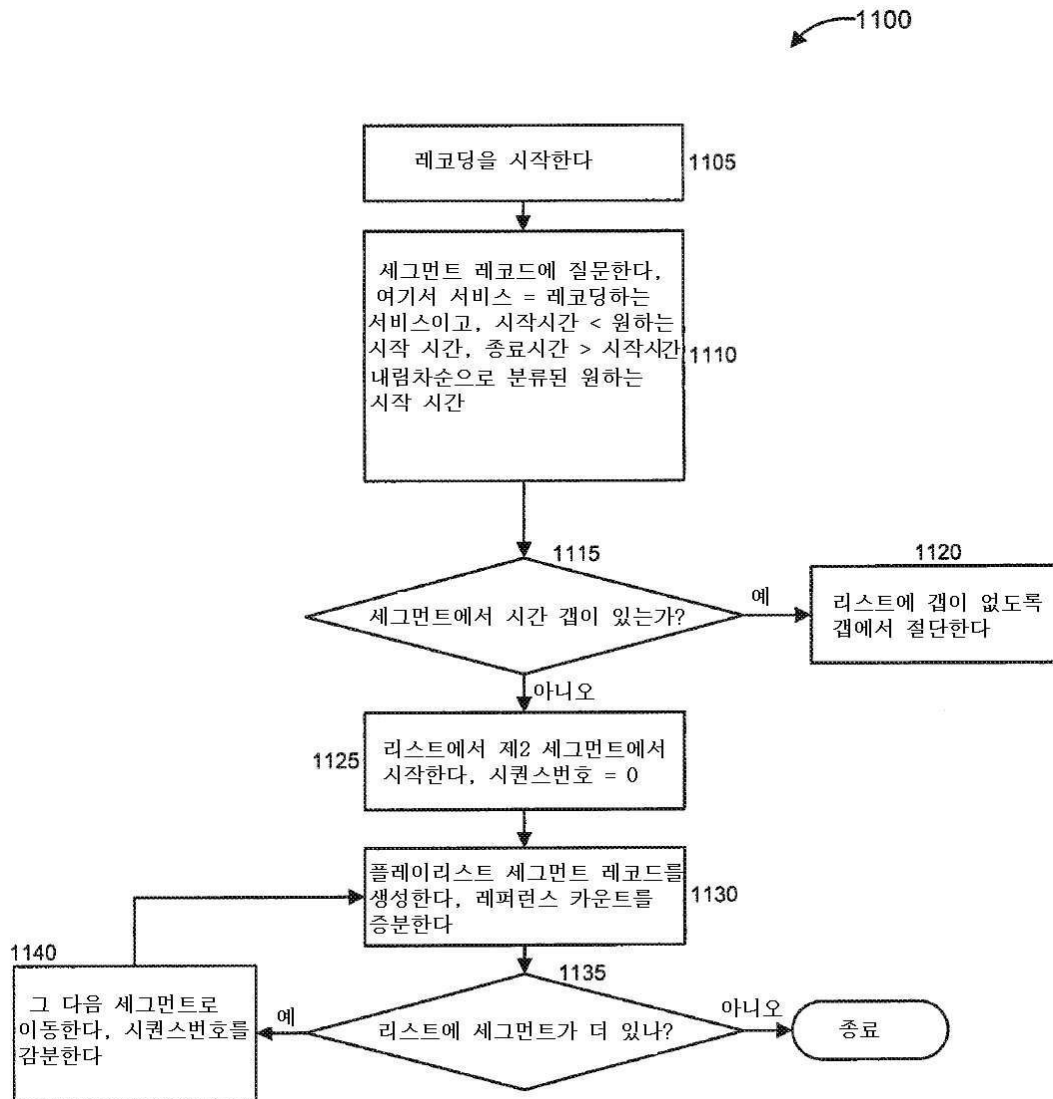 1100
레코딩을 시작한다
1105
세그먼트 레코드에 질문한다,
여기서 서비스 = 레코딩하는
서비스이고, 시작시간 < 원하는
시작 시간, 종료시간 > 시작시간
내림차순으로 분류된 원하는
시작 시간
1110
1115
세그먼트에서 시간 갭이 있는가?
예
1120
리스트에 갭이 없도록
갭에서 절단한다
아니오
1125
리스트에서 제2 세그먼트에서
시작한다, 시퀀스번호 = 0
플레이리스트 세그먼트 레코드를
생성한다, 레퍼런스 카운트를
증분한다
1130
1135
리스트에 세그먼트가 더 있나?
예
1140
그 다음 세그먼트로
이동한다, 시퀀스번호를
감분한다
아니오
종료